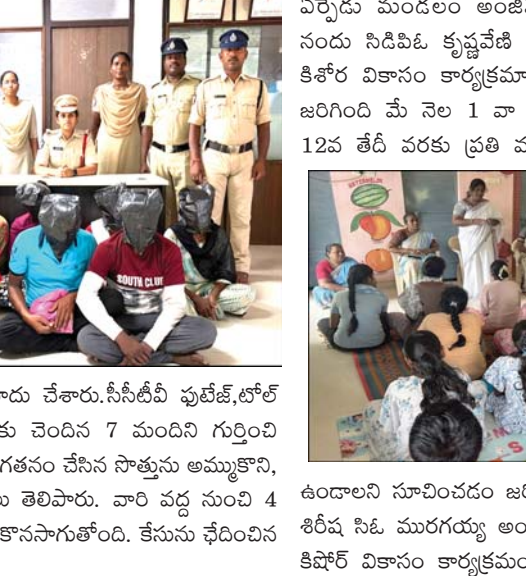 SOUTH CLUB
నాదు చేశారు.సీసీటీవీ ఫుటేజ్,టోల్
కు చెందిన 7 మందిని గుర్తించి
గతనం చేసిన సొత్తును అమ్ముకొని,
లు తెలిపారు. వారి వద్ద నుంచి 4
కొనసాగుతోంది. కేసును ఛేదించిన
ఏర్పేడు మండలం అంజి
నందు సిడిపిఓ కృష్ణవేణి
కిశోర వికాసం కార్యక్రమా
జరిగింది మే నెల 1 వా
12వ తేదీ వరకు ప్రతి
WATERMELON
ఉండాలని సూచించడం జరి
శిరీష సిఓ మురగయ్య అం
కిషోర్ వికాసం కార్యక్రమం